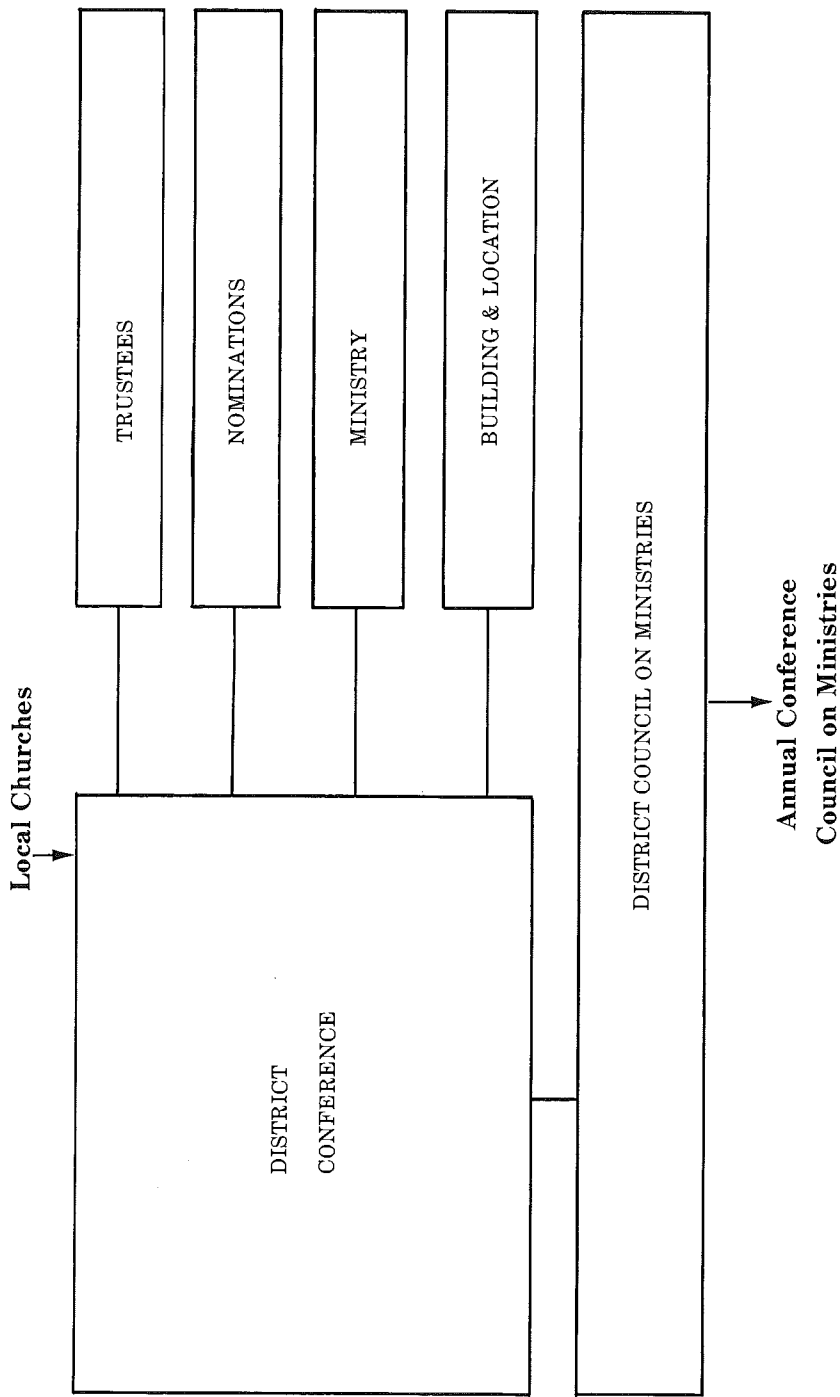 Local Churches
DISTRICT
CONFERENCE
TRUSTEES
NOMINATIONS
MINISTRY
BUILDING & LOCATION
DISTRICT COUNCIL ON MINISTRIES
Annual Conference
Council on Ministries